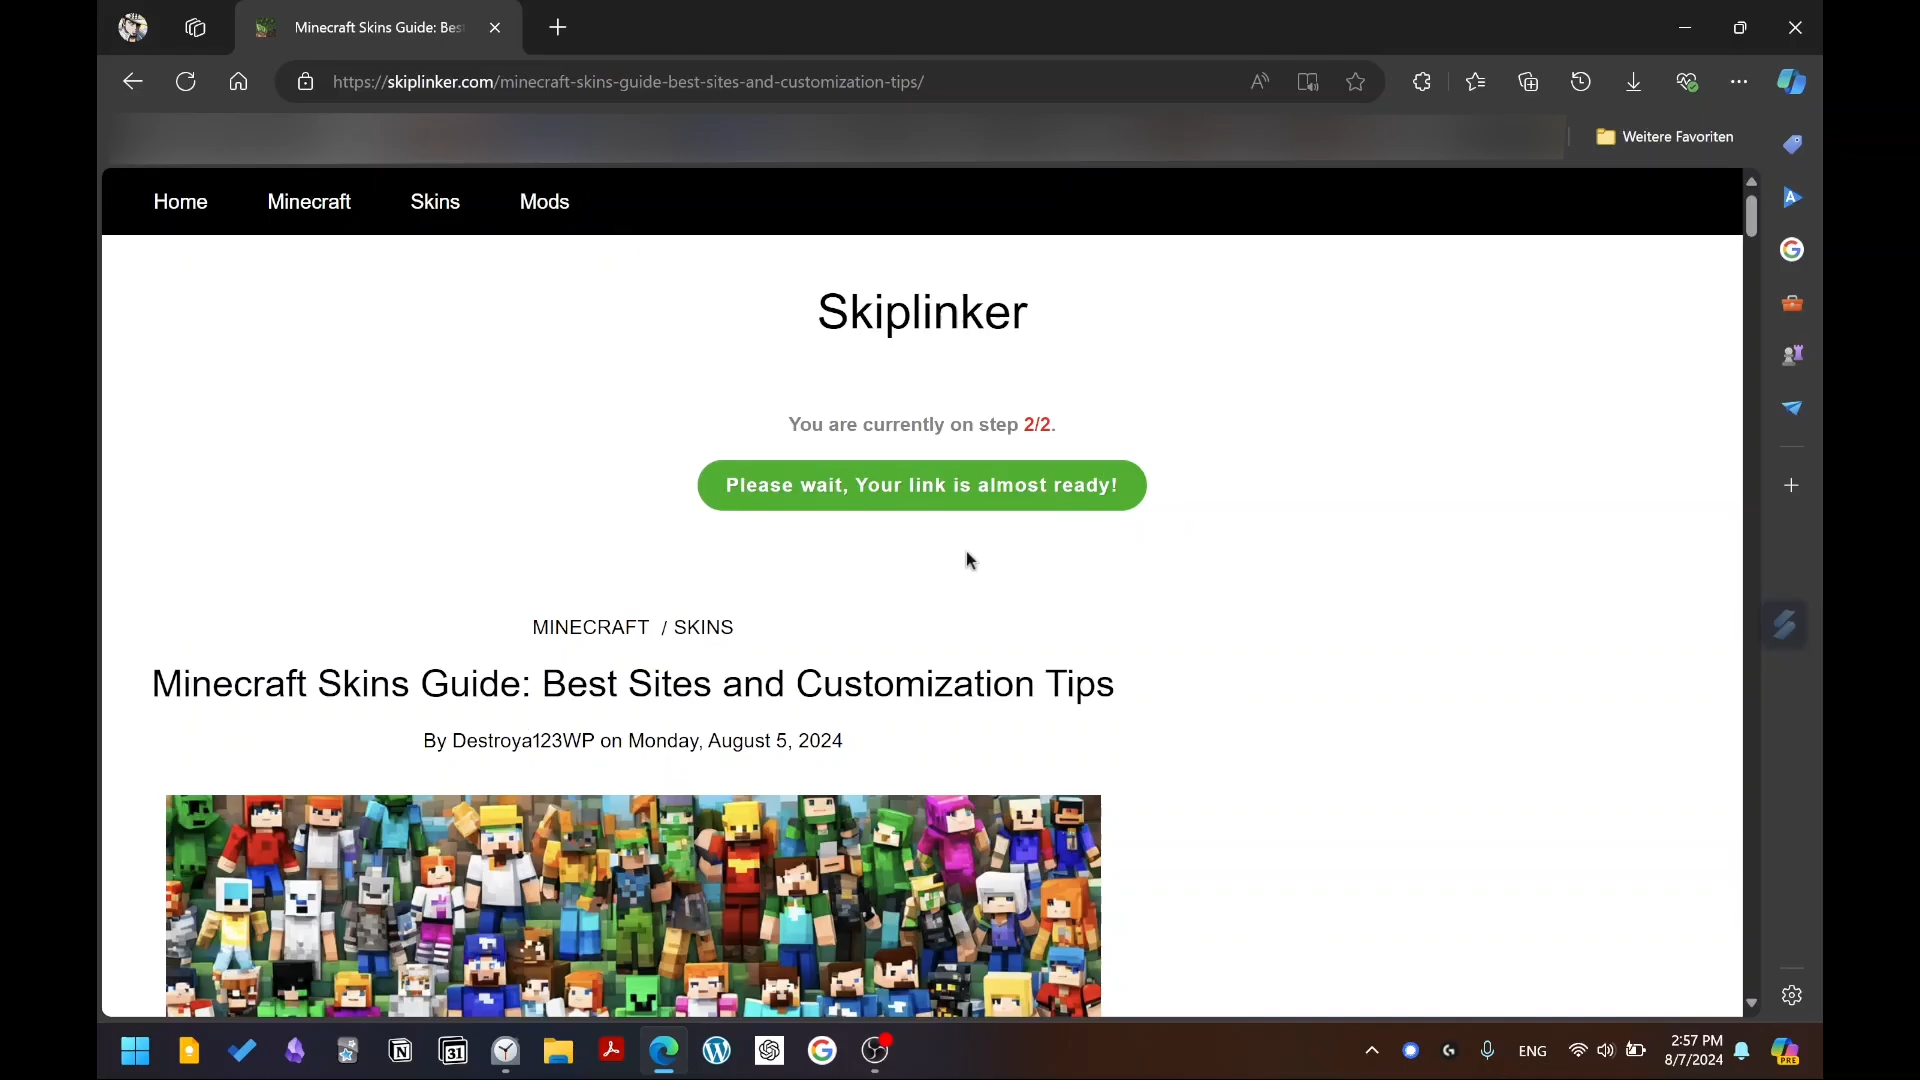 Minecraft Skins Guide: Bes
https://skiplinker.com/minecraft-skins-guide-best-sites-and-customization-tips/
Weitere Favoriten
Home Minecraft Skins Mods
Skiplinker
You are currently on step 2/2.
Please wait, Your link is almost ready!
MINECRAFT / SKINS
Minecraft Skins Guide: Best Sites and Customization Tips
By Destroya123WP on Monday, August 5, 2024
ENG
2:57 PM
8/7/2024
31
PRE